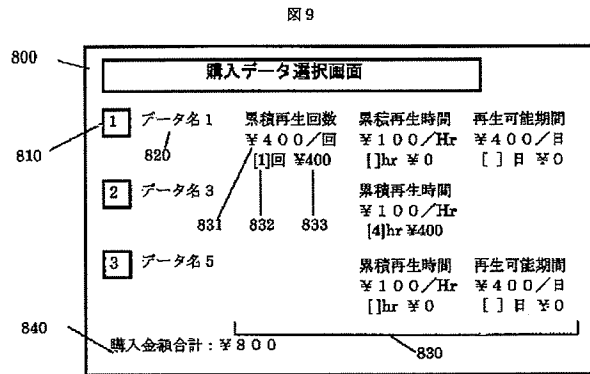 図9
800
購入データ選択画面
1 データ名1 累積再生回数 累積再生時間 再生可能期間
810 820 ¥400/回 ¥100/Hr ¥400/日
[1]回 ¥400 []hr ¥0 [ ]日 ¥0
2 データ名3 831 832 833 累積再生時間
¥100/Hr
[4]hr ¥400
3 データ名5 累積再生時間 再生可能期間
¥100/Hr ¥400/日
[]hr ¥0 [ ]日 ¥0
840
購入金額合計:¥800 830